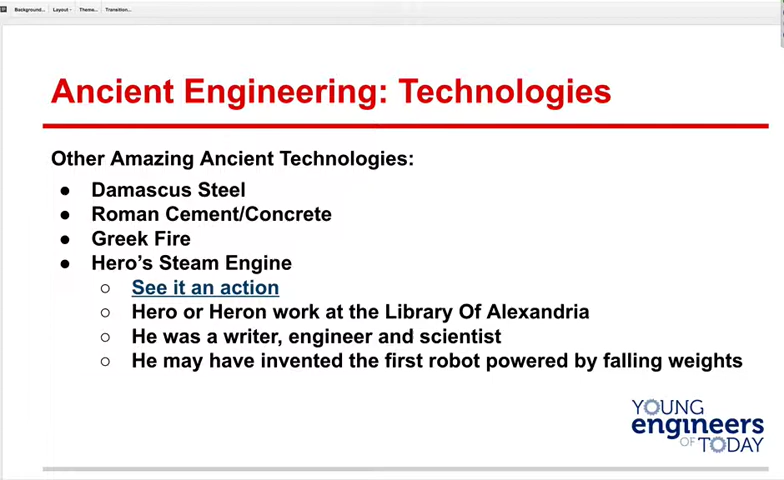 Background... Layout Theme... Transition...
Ancient Engineering: Technologies
Other Amazing Ancient Technologies:
● Damascus Steel
● Roman Cement/Concrete
● Greek Fire
● Hero's Steam Engine
○ See it an action
○ Hero or Heron work at the Library Of Alexandria
○ He was a writer, engineer and scientist
○ He may have invented the first robot powered by falling weights
YOUNG
engineers
OF TODAY